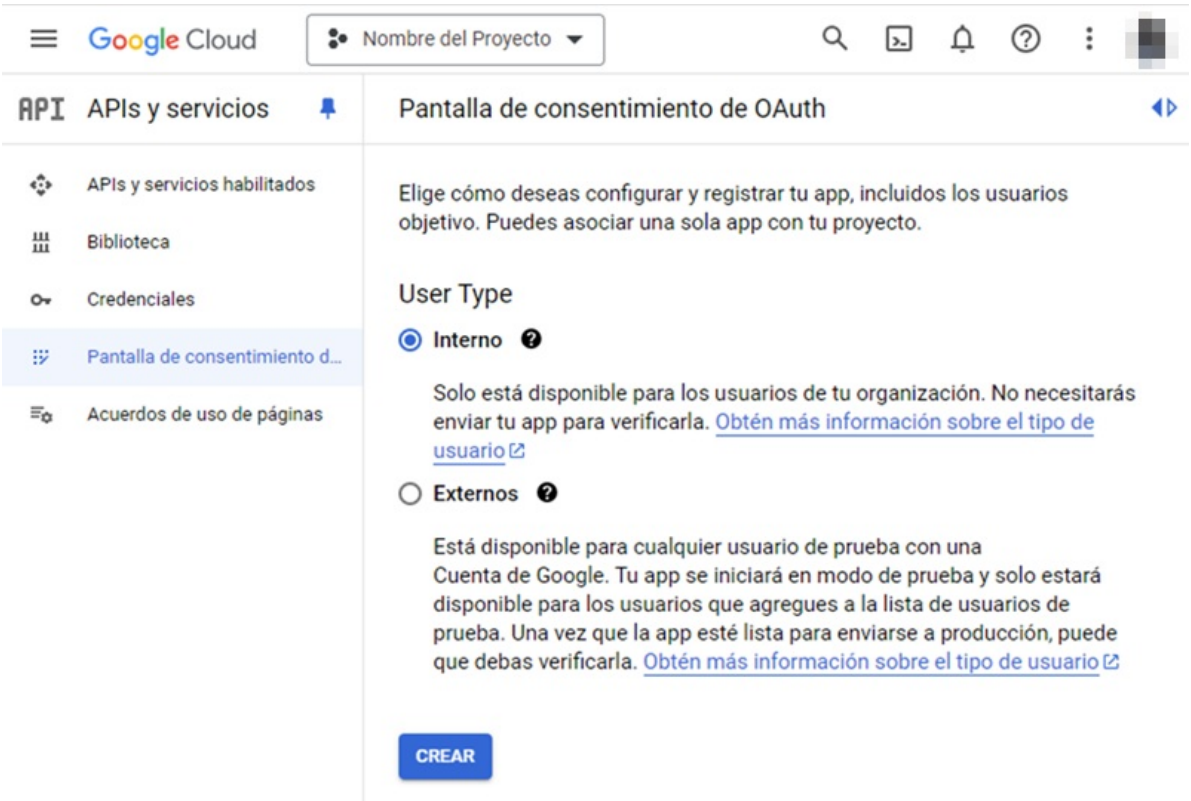 Google Cloud
Nombre del Proyecto
API APIs y servicios
Pantalla de consentimiento de OAuth
APIs y servicios habilitados
Biblioteca
Credenciales
Pantalla de consentimiento d...
Acuerdos de uso de páginas
Elige cómo deseas configurar y registrar tu app, incluidos los usuarios
objetivo. Puedes asociar una sola app con tu proyecto.
User Type
Interno
Solo está disponible para los usuarios de tu organización. No necesitarás
enviar tu app para verificarla. Obtén más información sobre el tipo de
usuario
Externos
Está disponible para cualquier usuario de prueba con una
Cuenta de Google. Tu app se iniciará en modo de prueba y solo estará
disponible para los usuarios que agregues a la lista de usuarios de
prueba. Una vez que la app esté lista para enviarse a producción, puede
que debas verificarla. Obtén más información sobre el tipo de usuario
CREAR